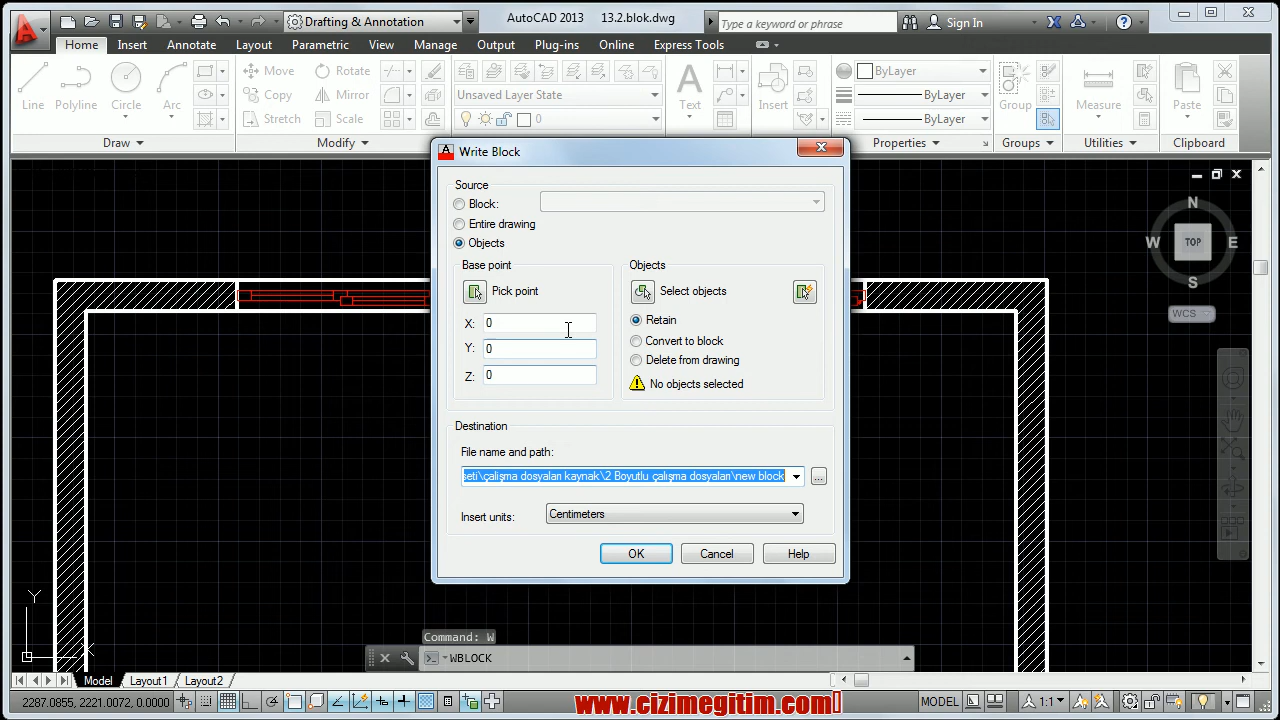 AutoCAD 2013 13.2.blok.dwg
Drafting & Annotation
Type a keyword or phrase
Sign In
Home Insert Annotate Layout Parametric View Manage Output Plug-ins Online Express Tools
Line Polyline Circle Arc
Move Rotate
Copy Mirror
Stretch Scale
Unsaved Layer State
0
Text
Insert
ByLayer
ByLayer
ByLayer
Group
Measure
Paste
Draw Modify Properties Groups Utilities Clipboard
Write Block
Source
Block:
Entire drawing
Objects
Base point
Pick point
X: 0
Y: 0
Z: 0
Objects
Select objects
Retain
Convert to block
Delete from drawing
No objects selected
Destination
File name and path:
seti\çalışma dosyaları kaynak\2 Boyutlu çalışma dosyaları\new block
...
Insert units: Centimeters
OK Cancel Help
N
W TOP E
S
WCS
Y
X
Command: W
WBLOCK
Model Layout1 Layout2
2267.0855, 2221.0072, 0.0000
MODEL
1:1
www.cizimegitim.com